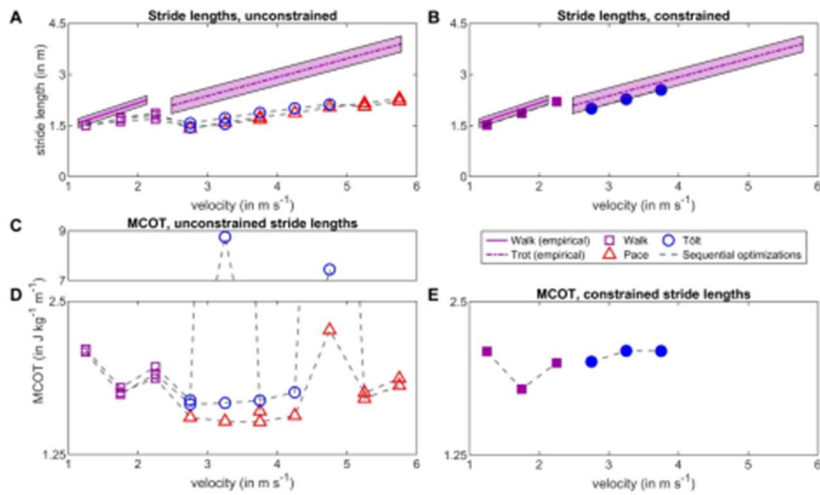 A Stride lengths, unconstrained
4.5
3
1.5
0
stride length (in m)
1 2 3 4 5 6
velocity (in m s⁻¹)
B Stride lengths, constrained
4.5
3
1.5
0
1 2 3 4 5 6
velocity (in m s⁻¹)
C MCOT, unconstrained stride lengths
9
7
Walk (empirical)
Trot (empirical)
Walk
Pace
Tölt
Sequential optimizations
D
2.5
1.25
MCOT (in J kg⁻¹ m⁻¹)
1 2 3 4 5 6
velocity (in m s⁻¹)
E MCOT, constrained stride lengths
2.5
1.25
1 2 3 4 5 6
velocity (in m s⁻¹)